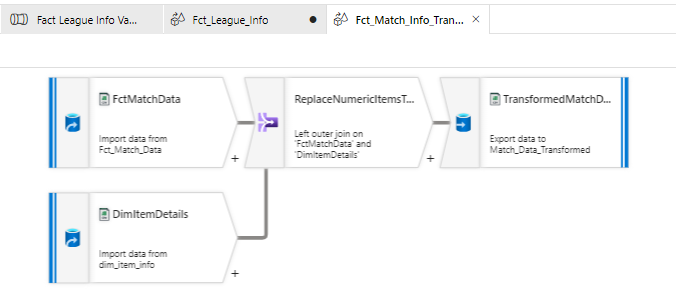 Fact League Info Va...
Fct_League_Info
Fct_Match_Info_Tran...
FctMatchData
Import data from
Fct_Match_Data
+
ReplaceNumericItemsT...
Left outer join on
'FctMatchData' and
'DimItemDetails'
+
TransformedMatchD...
Export data to
Match_Data_Transformed
DimItemDetails
Import data from
dim_item_info
+